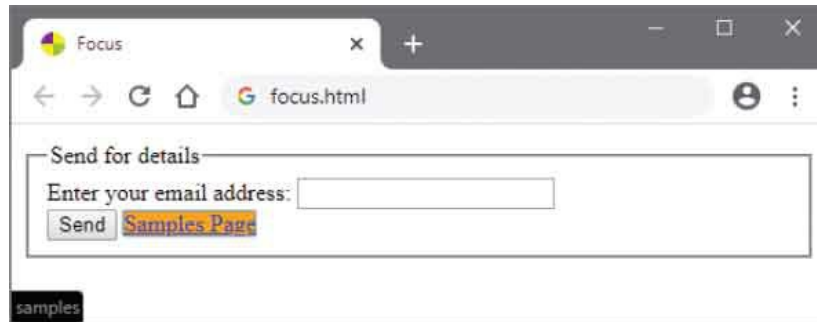 Focus
focus.html
Send for details
Enter your email address:
Send Samples Page
samples